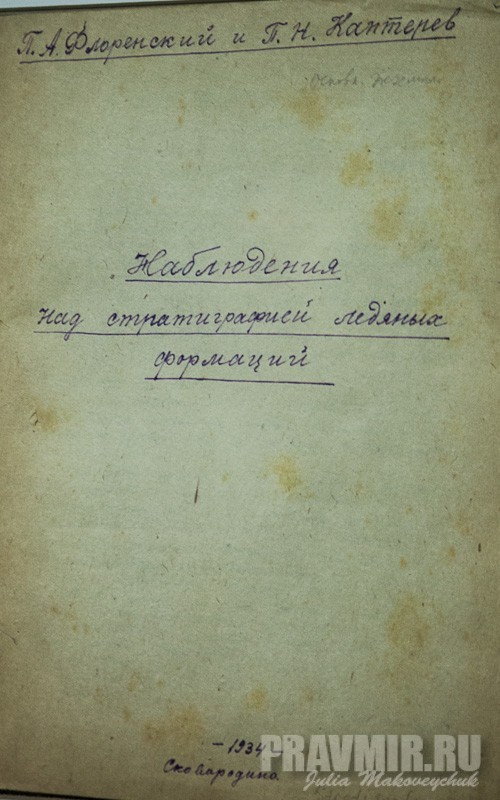 П. А. Флоренский и П. Н. Каптерев
Наблюдения
над стратиграфией ледяных
формаций
– 1934 –
Сковородино
PRAVMIR.RU
Julia Makoveychuk